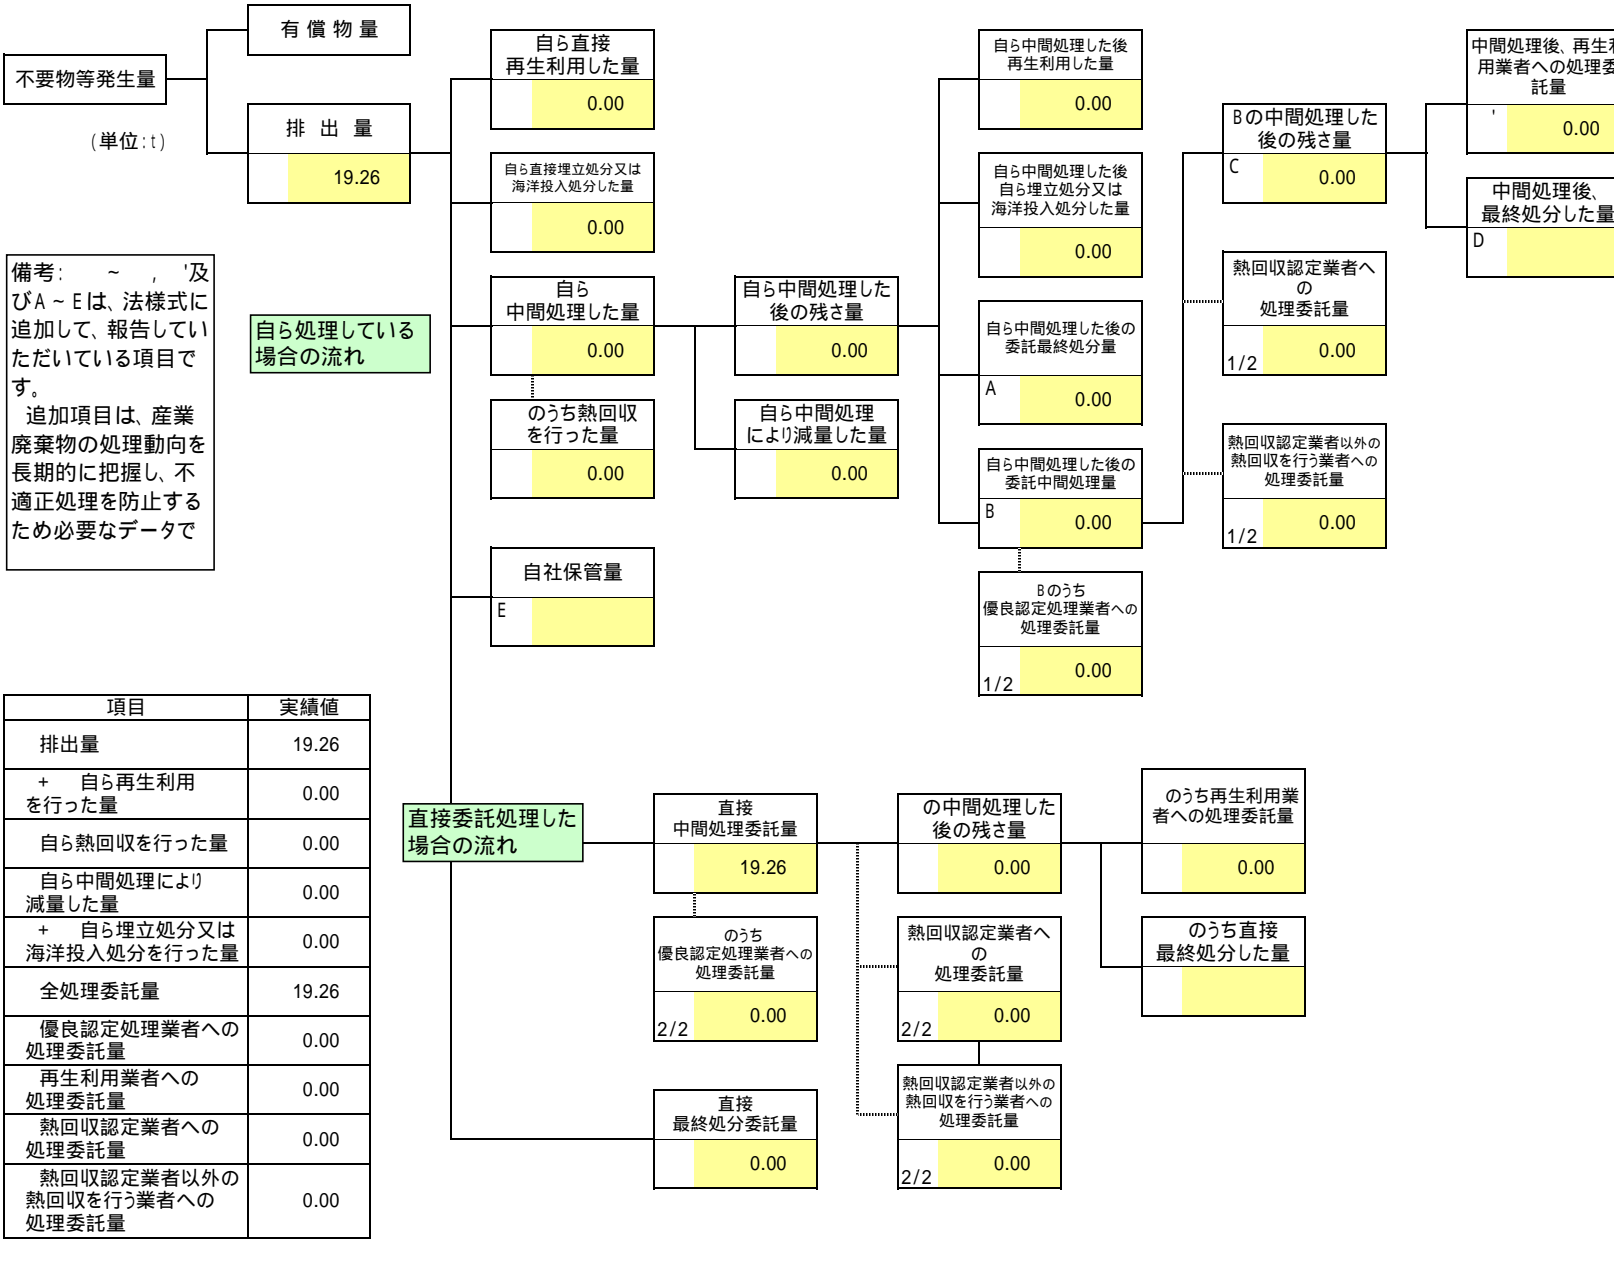 不要物等発生量
(単位:t)
有 償 物 量
排 出 量
19.26
備考:　　~　, '及
びA ~ Eは、法様式に
追加して、報告してい
ただいている項目で
す。
追加項目は、産業
廃棄物の処理動向を
長期的に把握し、不
適正処理を防止する
ため必要なデータで
自ら処理している
場合の流れ
自ら直接
再生利用した量
0.00
自ら直接埋立処分又は
海洋投入処分した量
0.00
自ら
中間処理した量
0.00
のうち熱回収
を行った量
0.00
自社保管量
E
自ら中間処理した
後の残さ量
0.00
自ら中間処理
により減量した量
0.00
自ら中間処理した後
再生利用した量
0.00
自ら中間処理した後
自ら埋立処分又は
海洋投入処分した量
0.00
自ら中間処理した後の
委託最終処分量
A
0.00
自ら中間処理した後の
委託中間処理量
B
0.00
Bのうち
優良認定処理業者への
処理委託量
1/2
0.00
Bの中間処理した
後の残さ量
C
0.00
熱回収認定業者へ
の
処理委託量
1/2
0.00
熱回収認定業者以外の
熱回収を行う業者への
処理委託量
1/2
0.00
中間処理後、再生利
用業者への処理委
託量
'
0.00
中間処理後、
最終処分した量
D
項目 実績値
排出量 19.26
+　自ら再生利用
を行った量
0.00
自ら熱回収を行った量 0.00
自ら中間処理により
減量した量
0.00
+　自ら埋立処分又は
海洋投入処分を行った量
0.00
全処理委託量 19.26
優良認定処理業者への
処理委託量
0.00
再生利用業者への
処理委託量
0.00
熱回収認定業者への
処理委託量
0.00
熱回収認定業者以外の
熱回収を行う業者への
処理委託量
0.00
直接委託処理した
場合の流れ
直接
中間処理委託量
19.26
のうち
優良認定処理業者への
処理委託量
2/2
0.00
直接
最終処分委託量
0.00
の中間処理した
後の残さ量
0.00
熱回収認定業者へ
の
処理委託量
2/2
0.00
熱回収認定業者以外の
熱回収を行う業者への
処理委託量
2/2
0.00
のうち再生利用業
者への処理委託量
0.00
のうち直接
最終処分した量